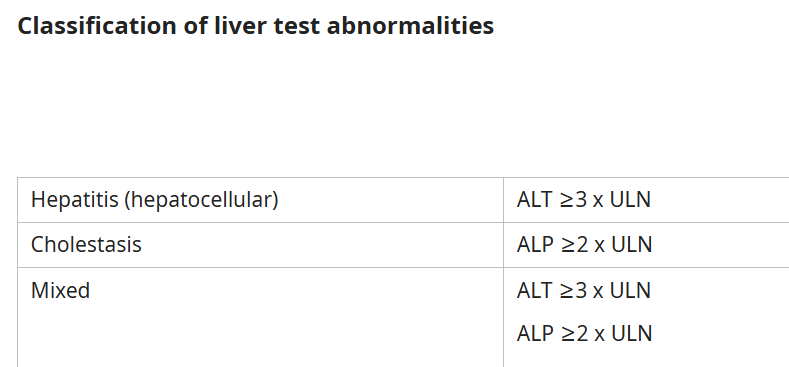 Classification of liver test abnormalities
Hepatitis (hepatocellular) ALT ≥3 x ULN
Cholestasis ALP ≥2 x ULN
Mixed ALT ≥3 x ULN
ALP ≥2 x ULN